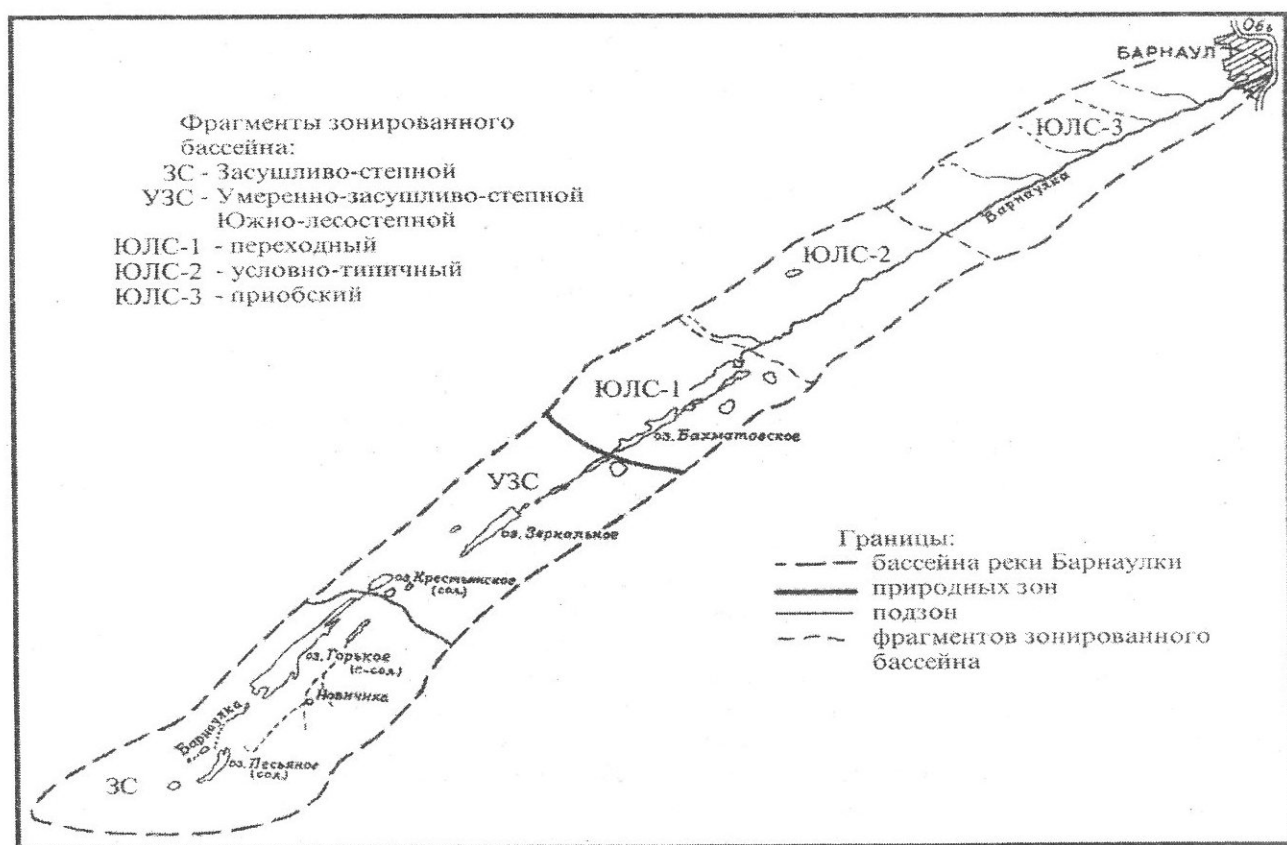 Обь
БАРНАУЛ
Фрагменты зонированного
бассейна:
ЗС - Засушливо-степной
УЗС - Умеренно-засушливо-степной
Южно-лесостепной
ЮЛС-1 - переходный
ЮЛС-2 - условно-типичный
ЮЛС-3 - приобский
ЮЛС-3
Барнаулка
ЮЛС-2
ЮЛС-1
оз. Бахматовское
УЗС
оз. Зеркальное
Границы:
бассейна реки Барнаулки
природных зон
подзон
фрагментов зонированного
бассейна
оз. Крестьянское
(сол.)
оз. Горькое
(г-сол.)
Новичиха
Барнаулка
оз. Песьяное
(сол.)
ЗС